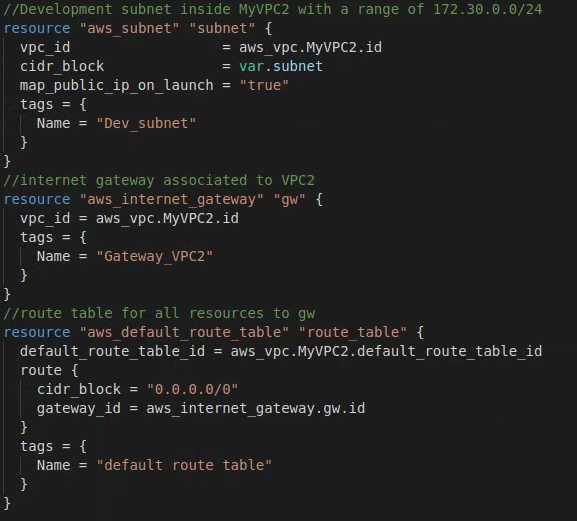 //Development subnet inside MyVPC2 with a range of 172.30.0.0/24
resource "aws_subnet" "subnet" {
  vpc_id                  = aws_vpc.MyVPC2.id
  cidr_block              = var.subnet
  map_public_ip_on_launch = "true"
  tags = {
    Name = "Dev_subnet"
  }
}
//internet gateway associated to VPC2
resource "aws_internet_gateway" "gw" {
  vpc_id = aws_vpc.MyVPC2.id
  tags = {
    Name = "Gateway_VPC2"
  }
}
//route table for all resources to gw
resource "aws_default_route_table" "route_table" {
  default_route_table_id = aws_vpc.MyVPC2.default_route_table_id
  route {
    cidr_block = "0.0.0.0/0"
    gateway_id = aws_internet_gateway.gw.id
  }
  tags = {
    Name = "default route table"
  }
}